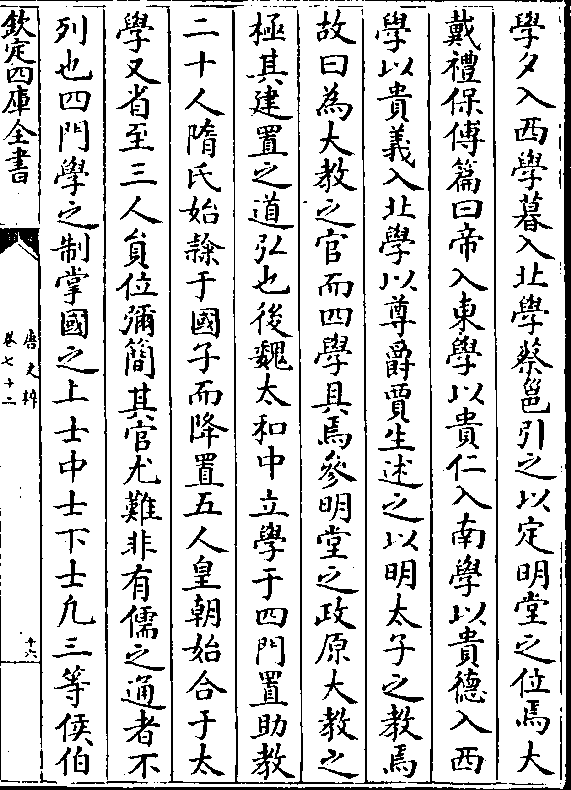 學夕入西學暮入北學蔡邕引之以定明堂之位焉大
戴禮保傅篇曰帝入東學以貴仁入南學以貴德入西
學以貴義入北學以尊爵賈生述之以明太子之教焉
故曰為大教之官而四學具焉參明堂之政原大教之
極其建置之道弘也後魏太和中立學于四門置助教
二十人隋氏始隸于國子而降置五人皇朝始合于太
學又省至三人員位彌簡其官尤難非有儒之通者不
列也四門學之制掌國之上士中士下士凡三等侯伯
欽定四庫全書
唐文粹
卷七十二
十六